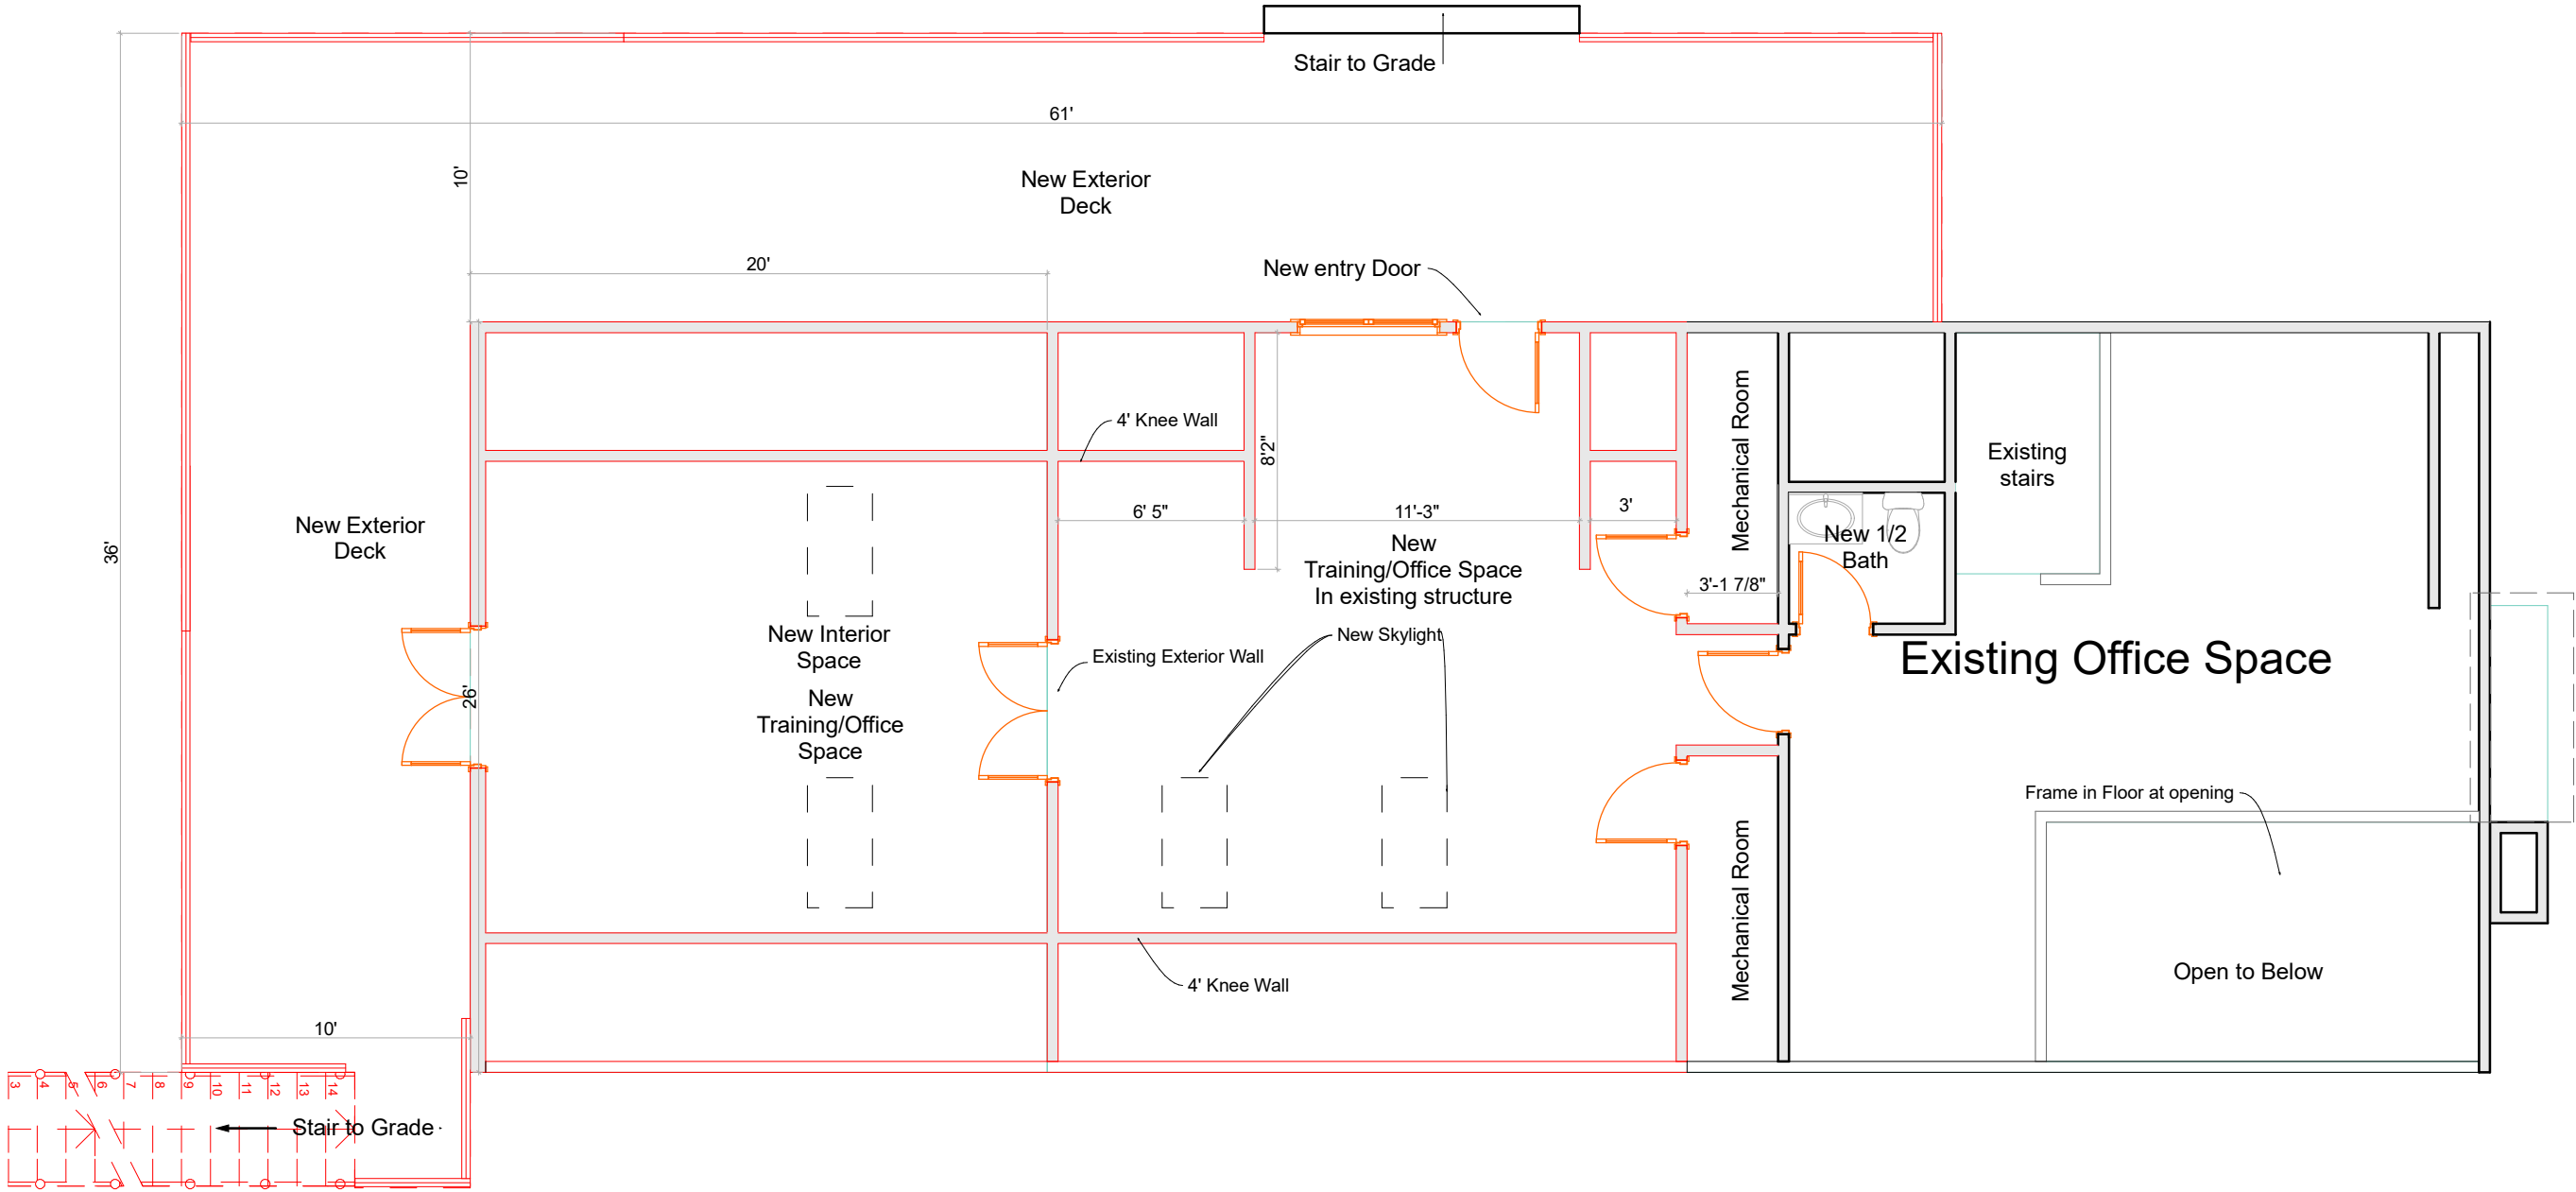 Stair to Grade
61'
10'
New Exterior
Deck
20'
New entry Door
36'
4' Knee Wall
8'2"
Mechanical Room
Existing
stairs
6' 5"
11'-3"
3'
New Exterior
Deck
New
Training/Office Space
In existing structure
New 1/2
Bath
3'-1 7/8"
New Interior
Space
New Skylight
Existing Exterior Wall
Existing Office Space
26'
New
Training/Office
Space
Frame in Floor at opening
Mechanical Room
4' Knee Wall
Open to Below
10'
3
4
5
6
7
8
9
10
11
12
13
14
Stair to Grade